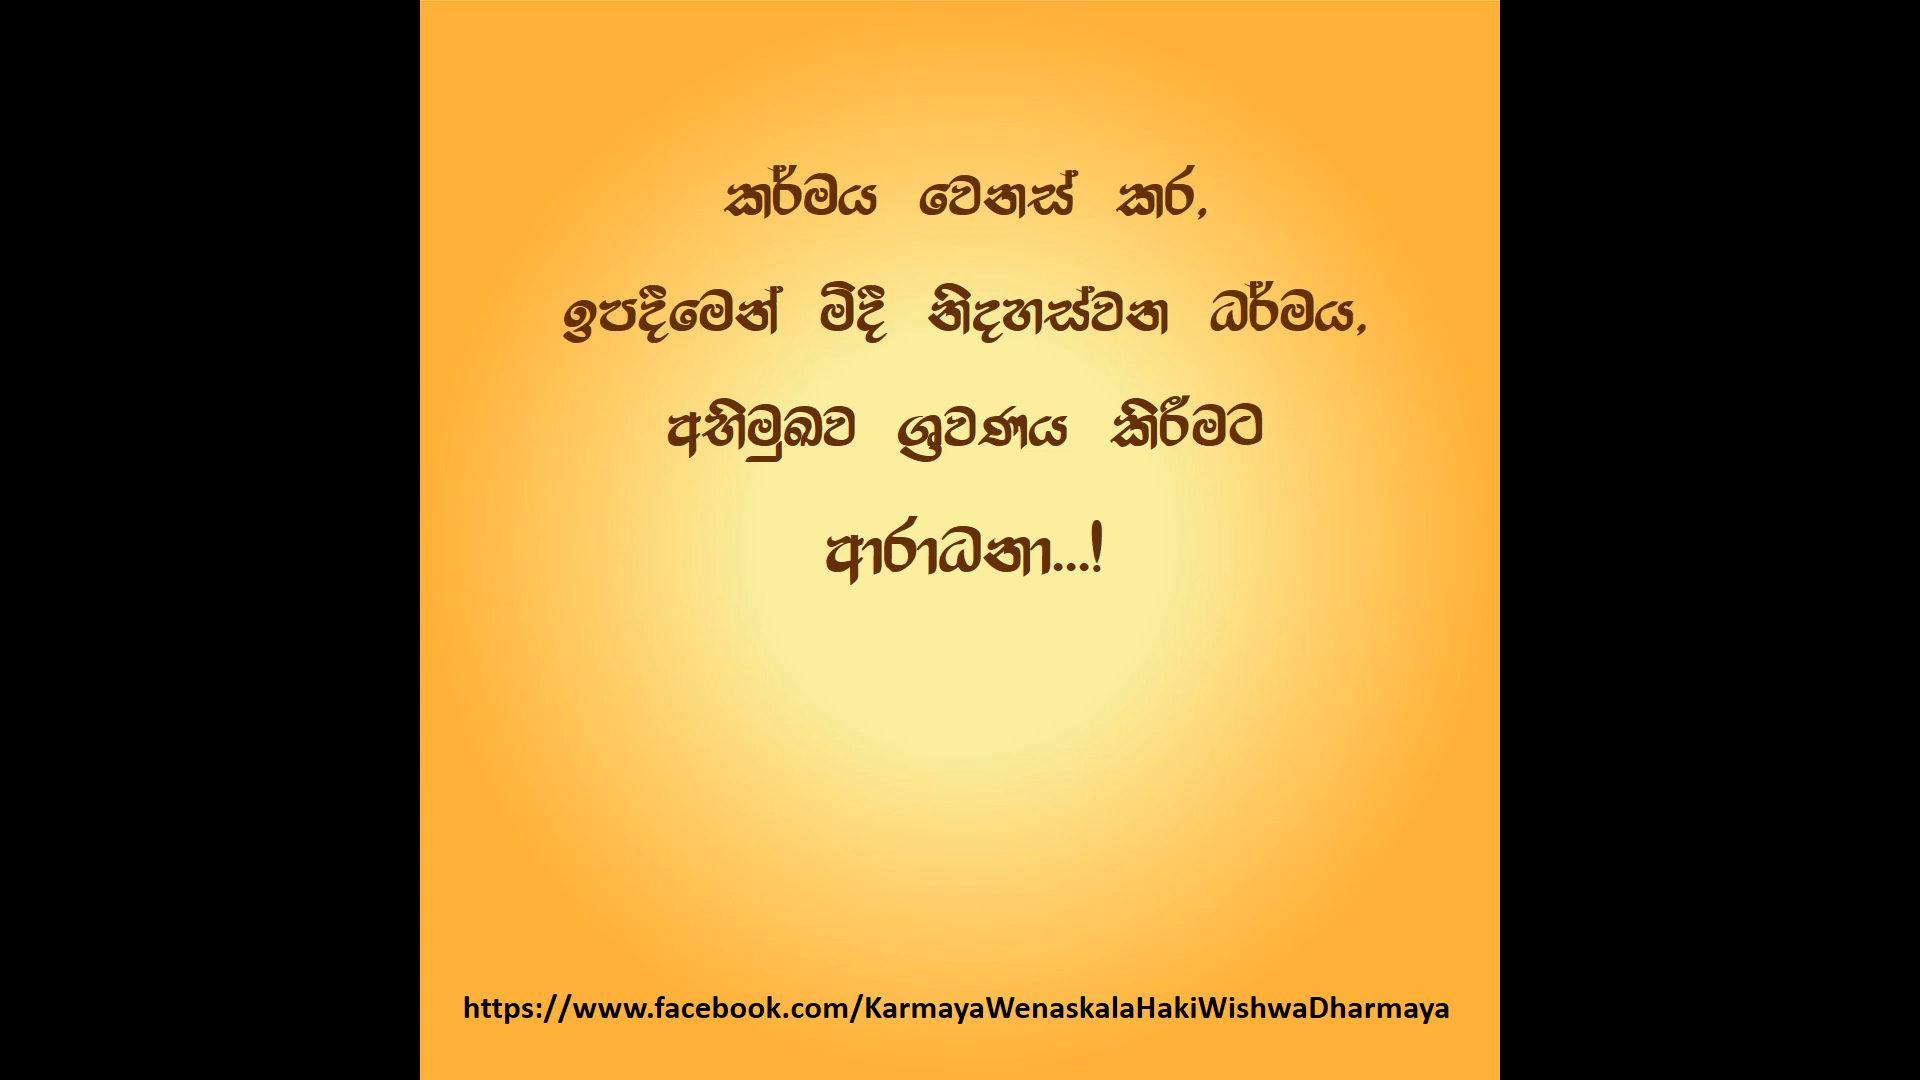 කර්මය වෙනස් කර,
ඉපදීමෙන් මිදී නිදහස්වන ධර්මය,
අභිමුඛව ශ්‍රවණය කිරීමට
ආරාධනා...!
https://www.facebook.com/KarmayaWenaskalaHakiWishwaDharmaya